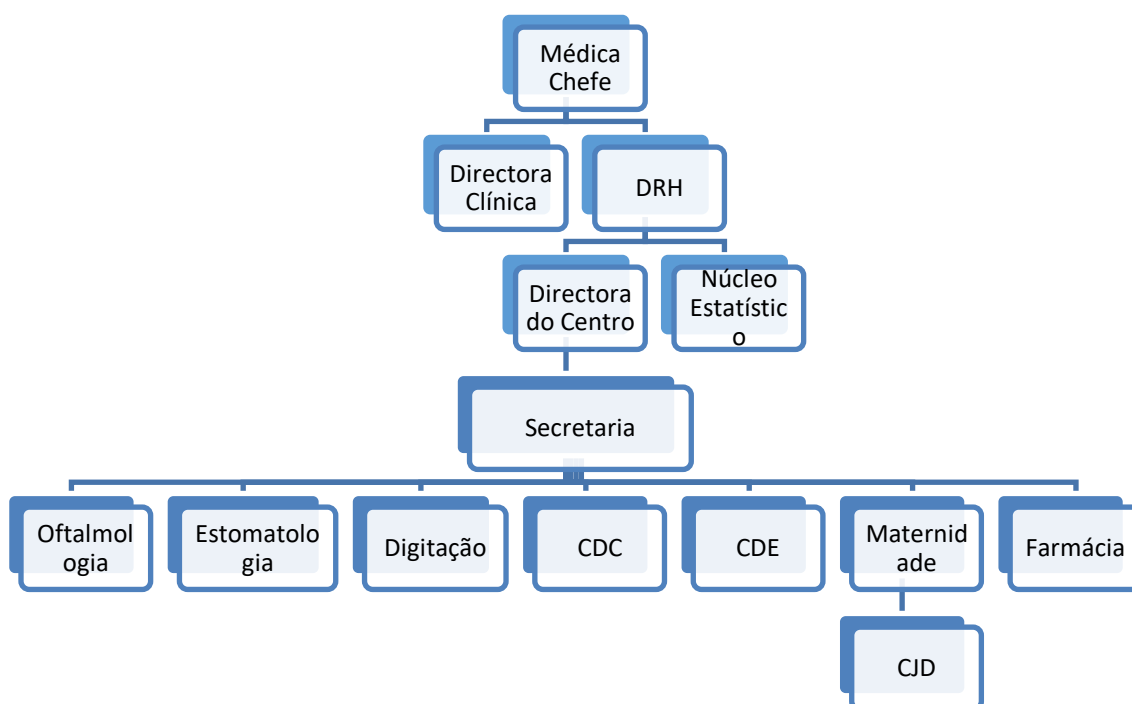 Médica
Chefe
Directora
Clínica
DRH
Directora
do Centro
Núcleo
Estatístic
o
Secretaria
Oftalmol
ogia
Estomatolo
gia
Digitação
CDC
CDE
Maternid
ade
Farmácia
CJD